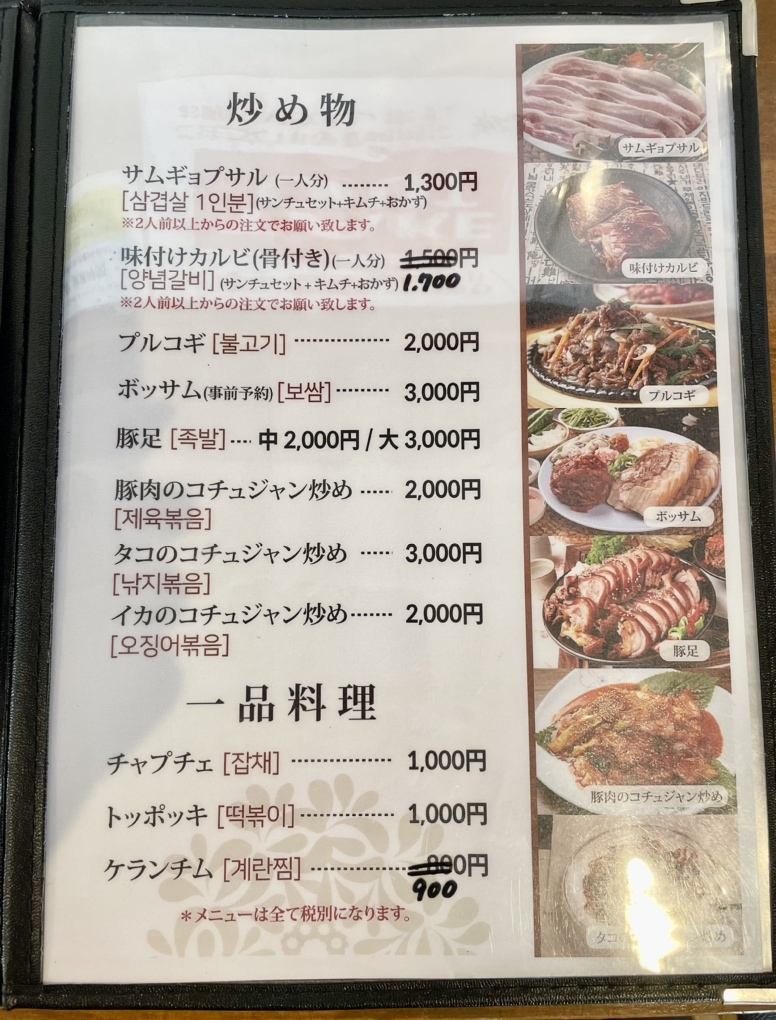 炒め物
サムギョプサル (一人分) ........ 1,300円
[삼겹살 1인분](サンチュセット+キムチ+おかず)
※2人前以上からの注文でお願い致します。
味付けカルビ(骨付き)(一人分) 1,500円
[양념갈비] (サンチュセット+キムチ+おかず) 1.700
※2人前以上からの注文でお願い致します。
プルコギ [불고기] ················ 2,000円
ボッサム(事前予約) [보쌈] ········· 3,000円
豚足 [족발] ···· 中 2,000円 / 大 3,000円
豚肉のコチュジャン炒め ····· 2,000円
[제육볶음]
タコのコチュジャン炒め ····· 3,000円
[낚지볶음]
イカのコチュジャン炒め ······· 2,000円
[오징어볶음]
一品料理
チャプチェ [잡채] ················ 1,000円
トッポッキ [떡볶이] ··············· 1,000円
ケランチム [계란찜] ················ 800円
900
＊メニューは全て税別になります。
サムギョプサル
味付けカルビ
プルコギ
ボッサム
豚足
豚肉のコチュジャン炒め